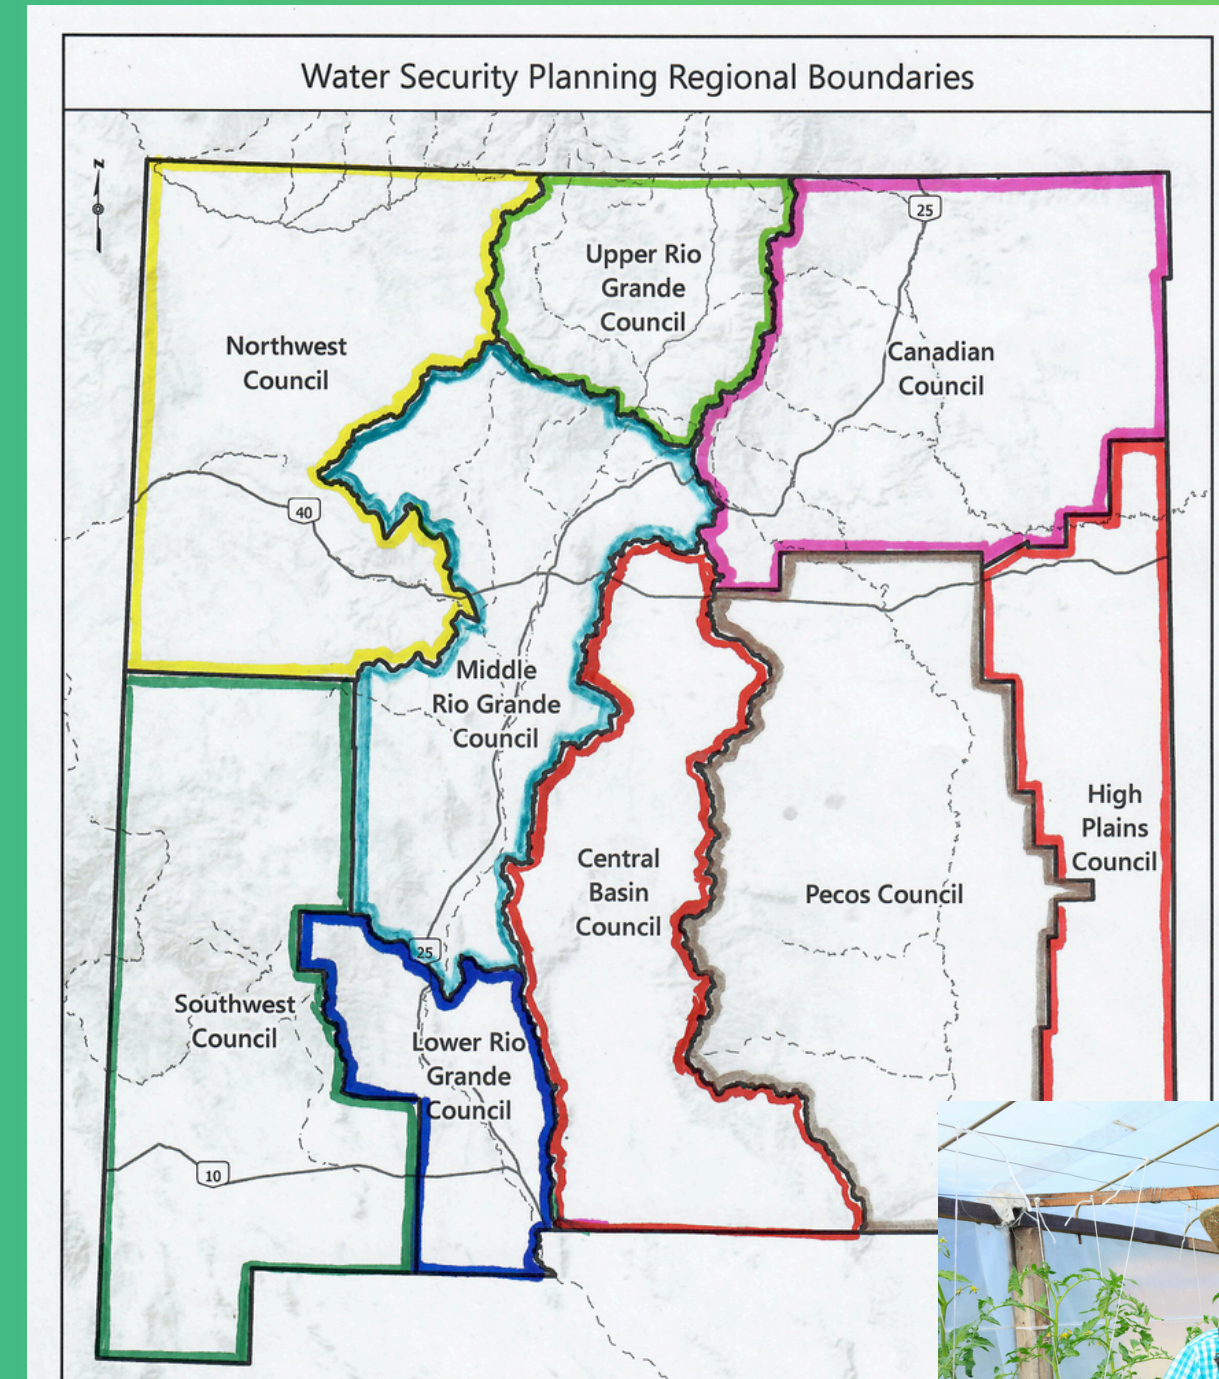 Water Security Planning Regional Boundaries
N
25
Upper Rio
Grande
Council
Northwest
Council
Canadian
Council
40
Middle
Rio Grande
Council
High
Plains
Council
Central
Basin
Council
Pecos Council
25
Southwest
Council
Lower Rio
Grande
Council
10